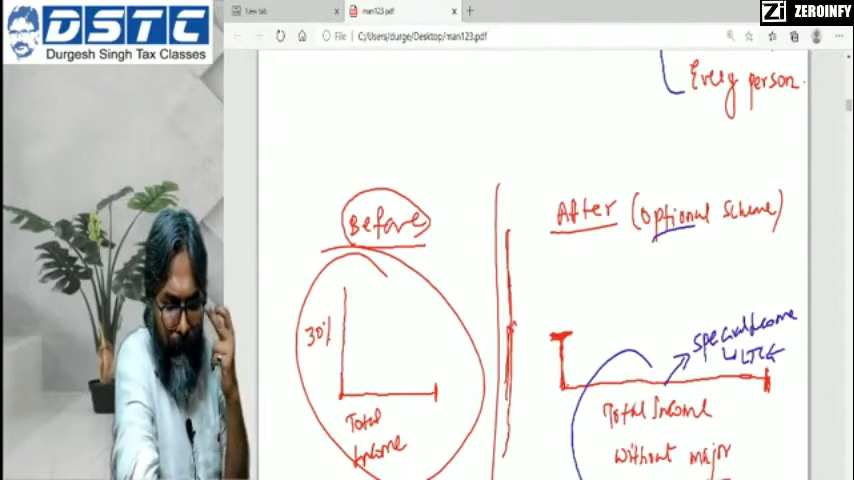 DSTC
Durgesh Singh Tax Classes
New tab
man123.pdf
File
C:/Users/durge/Desktop/man123.pdf
Zi ZEROINFY
Every person.
Before
After (optional Scheme)
30%
Total
Income
special Income
LTCG
Total Income
without major